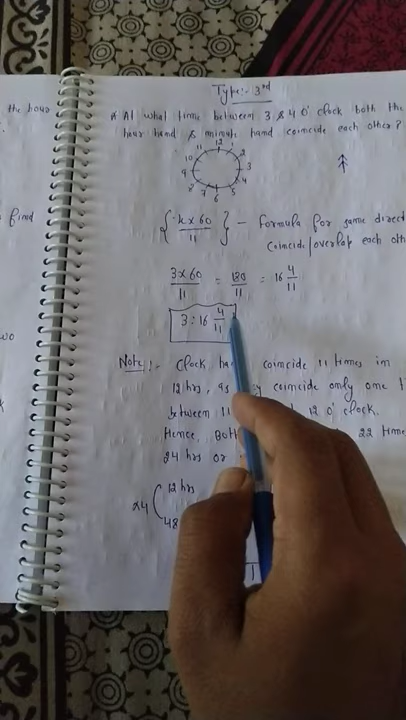 Type:- 3rd
the hour
* At what time between 3 & 4 O' clock both the
hour hand & minute hand coincide each other?
12
11 1
10 2
9 3
8 4
7 6 5
find
{ K×60 / 11 } - Formula for same direct
Coincide/overlap each oth
3×60 / 11 = 180 / 11 = 16 4/11
3:16 4/11
Note:- Clock, ha coincide 11 times in
12 hrs, as y coincide only one t
between 11 12 O' clock.
Hence, Both 22 time
24 hrs or
×4 ( 12 hrs
48